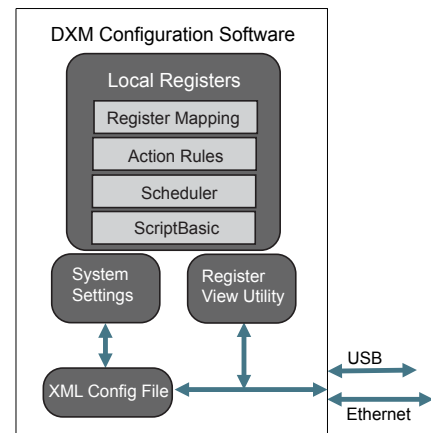 DXM Configuration Software
Local Registers
Register Mapping
Action Rules
Scheduler
ScriptBasic
System
Settings
Register
View Utility
XML Config File
USB
Ethernet